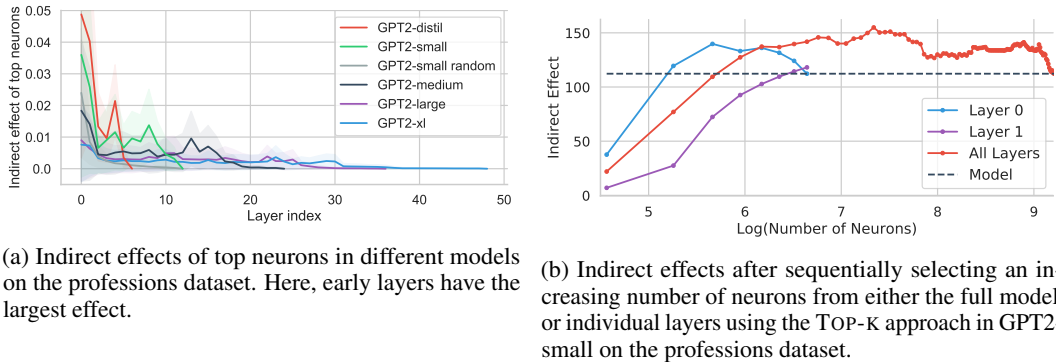 0.05
0.04
0.03
0.02
0.01
0.00
Indirect effect of top neurons
GPT2-distil
GPT2-small
GPT2-small random
GPT2-medium
GPT2-large
GPT2-xl
0 10 20 30 40 50
Layer index
(a) Indirect effects of top neurons in different models
on the professions dataset. Here, early layers have the
largest effect.
150
100
50
0
Indirect Effect
Layer 0
Layer 1
All Layers
Model
5 6 7 8 9
Log(Number of Neurons)
(b) Indirect effects after sequentially selecting an in-
creasing number of neurons from either the full model
or individual layers using the TOP-K approach in GPT2-
small on the professions dataset.